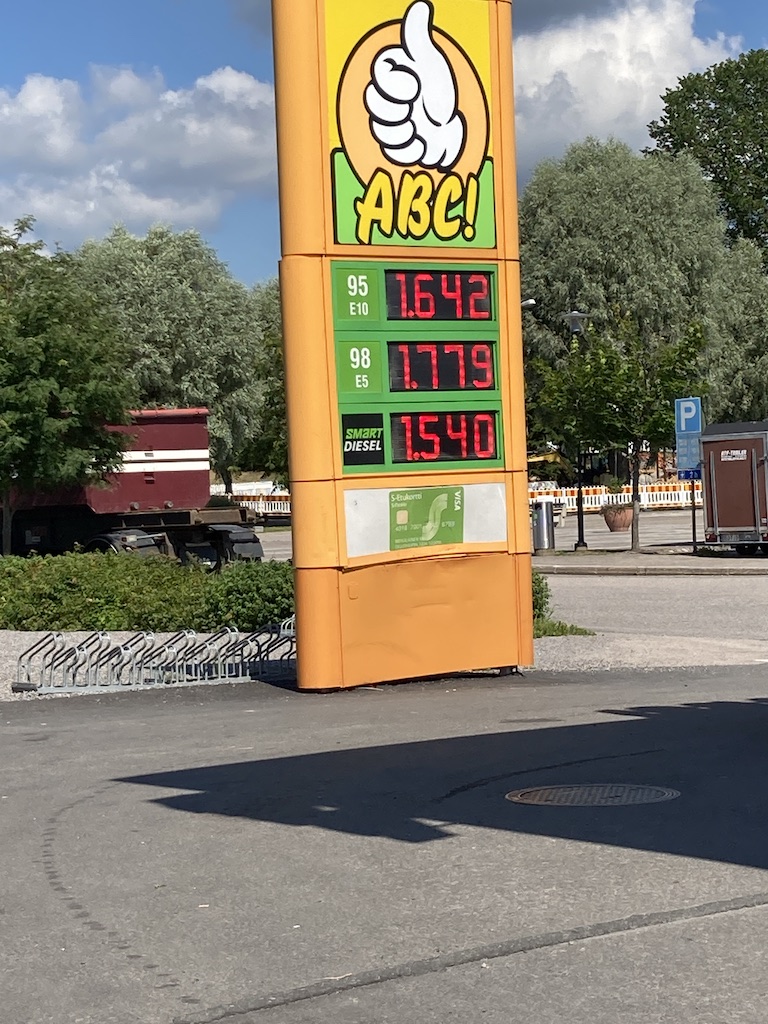 ABC!
95
E10
1.642
98
E5
1.779
SMART
DIESEL
1.540
S-Etukortti
VISA
P